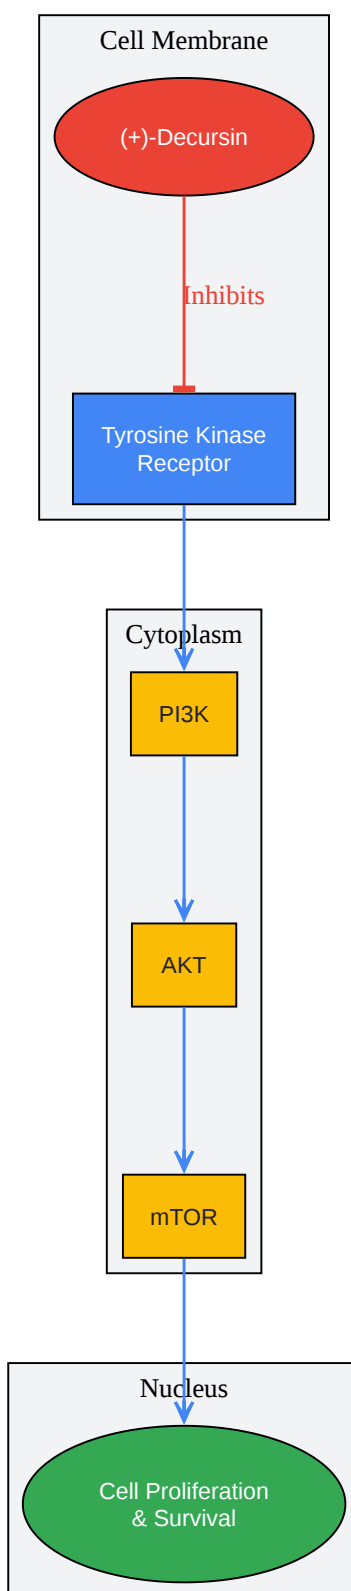 Cell Membrane
(+)-Decursin
Inhibits
Tyrosine Kinase
Receptor
Cytoplasm
PI3K
AKT
mTOR
Nucleus
Cell Proliferation
& Survival